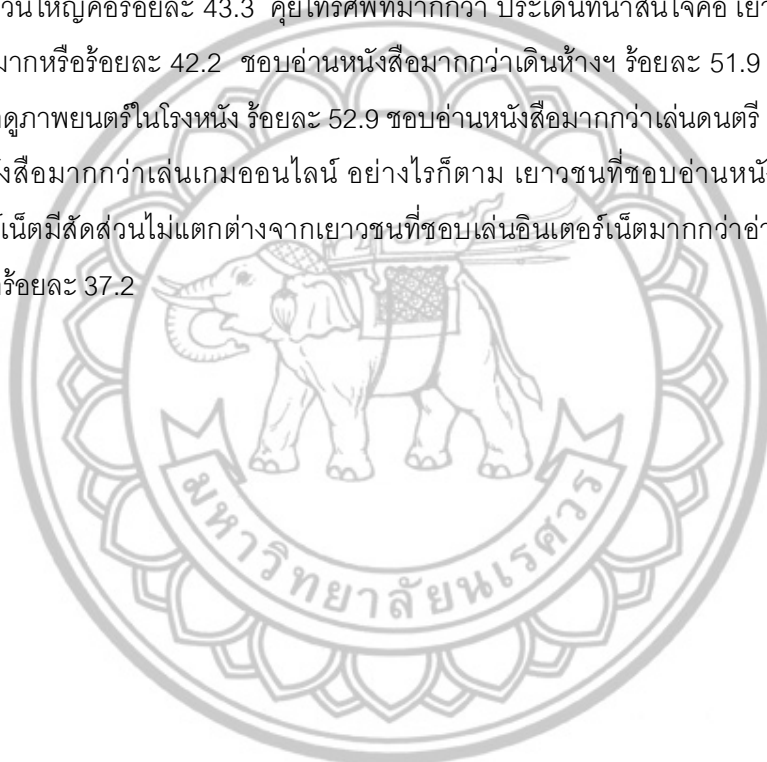 วนใหญ่คือร้อยละ 43.3 คุยโทรศัพท์มากกว่า ประเด็นที่น่าสนใจคือ
มากหรือร้อยละ 42.2 ชอบอ่านหนังสือมากกว่าเดินห้างฯ ร้อยละ 51.9
ดูภาพยนตร์ในโรงหนัง ร้อยละ 52.9 ชอบอ่านหนังสือมากกว่าเล่นดนตรี
งสือมากกว่าเล่นเกมออนไลน์ อย่างไรก็ตาม เยาวชนที่ชอบอ่านหนัง
์เน็ตมีสัดส่วนไม่แตกต่างจากเยาวชนที่ชอบเล่นอินเตอร์เน็ตมากกว่าอ่า
ร้อยละ 37.2
มหาวิทยาลัยนเรศวร